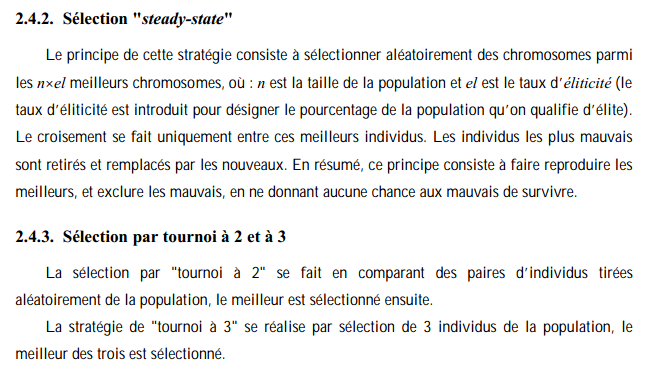 2.4.2. Sélection "steady-state"
Le principe de cette stratégie consiste à sélectionner aléatoirement des chromosomes parmi
les n×el meilleurs chromosomes, où : n est la taille de la population et el est le taux d'éliticité (le
taux d'éliticité est introduit pour désigner le pourcentage de la population qu'on qualifie d'élite).
Le croisement se fait uniquement entre ces meilleurs individus. Les individus les plus mauvais
sont retirés et remplacés par les nouveaux. En résumé, ce principe consiste à faire reproduire les
meilleurs, et exclure les mauvais, en ne donnant aucune chance aux mauvais de survivre.
2.4.3. Sélection par tournoi à 2 et à 3
La sélection par "tournoi à 2" se fait en comparant des paires d'individus tirées
aléatoirement de la population, le meilleur est sélectionné ensuite.
La stratégie de "tournoi à 3" se réalise par sélection de 3 individus de la population, le
meilleur des trois est sélectionné.